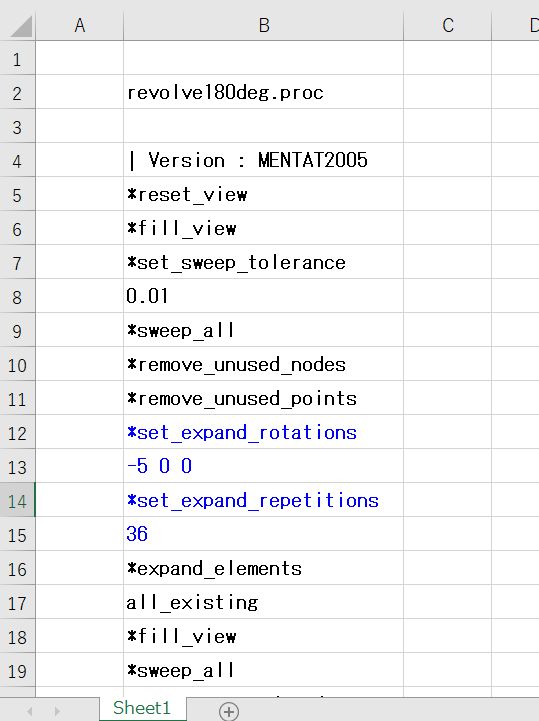 A B C D
1
2 revolve180deg.proc
3
4 | Version : MENTAT2005
5 *reset_view
6 *fill_view
7 *set_sweep_tolerance
8 0.01
9 *sweep_all
10 *remove_unused_nodes
11 *remove_unused_points
12 *set_expand_rotations
13 -5 0 0
14 *set_expand_repetitions
15 36
16 *expand_elements
17 all_existing
18 *fill_view
19 *sweep_all
Sheet1